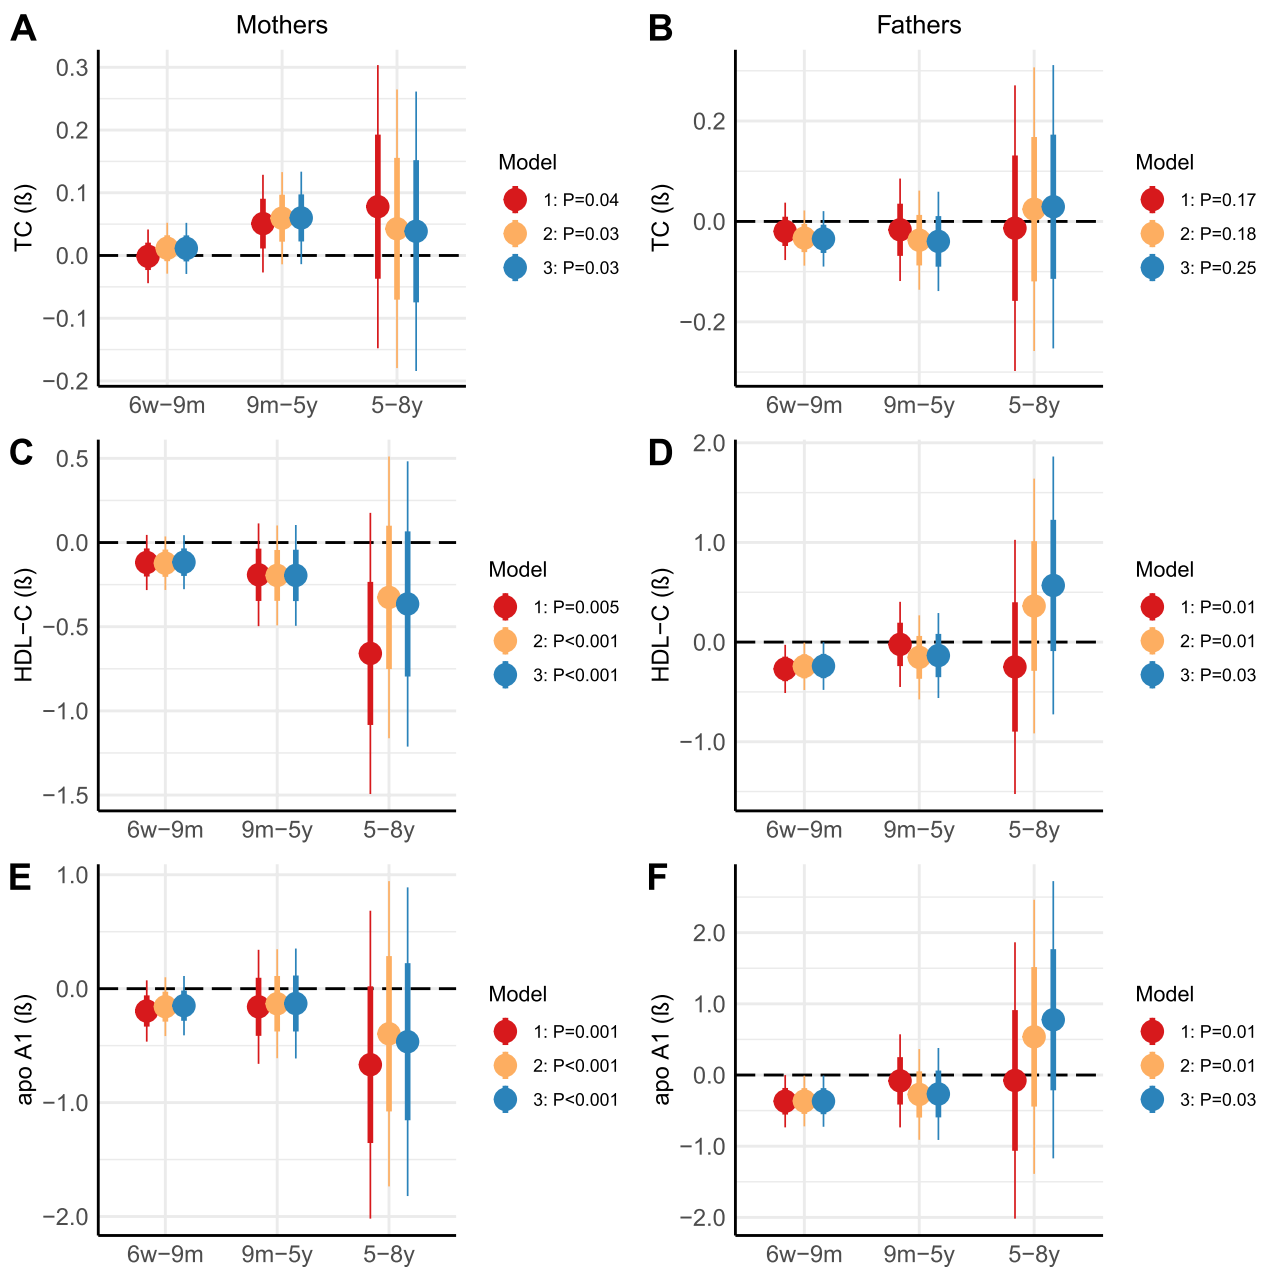 A
Mothers
TC (ß)
0.3
0.2
0.1
0.0
−0.1
−0.2
6w−9m
9m−5y
5−8y
Model
1: P=0.04
2: P=0.03
3: P=0.03
B
Fathers
TC (ß)
0.2
0.0
−0.2
6w−9m
9m−5y
5−8y
Model
1: P=0.17
2: P=0.18
3: P=0.25
C
HDL−C (ß)
0.5
0.0
−0.5
−1.0
−1.5
6w−9m
9m−5y
5−8y
Model
1: P=0.005
2: P<0.001
3: P<0.001
D
HDL−C (ß)
2.0
1.0
0.0
−1.0
6w−9m
9m−5y
5−8y
Model
1: P=0.01
2: P=0.01
3: P=0.03
E
apo A1 (ß)
1.0
0.0
−1.0
−2.0
6w−9m
9m−5y
5−8y
Model
1: P=0.001
2: P<0.001
3: P<0.001
F
apo A1 (ß)
2.0
1.0
0.0
−1.0
−2.0
6w−9m
9m−5y
5−8y
Model
1: P=0.01
2: P=0.01
3: P=0.03